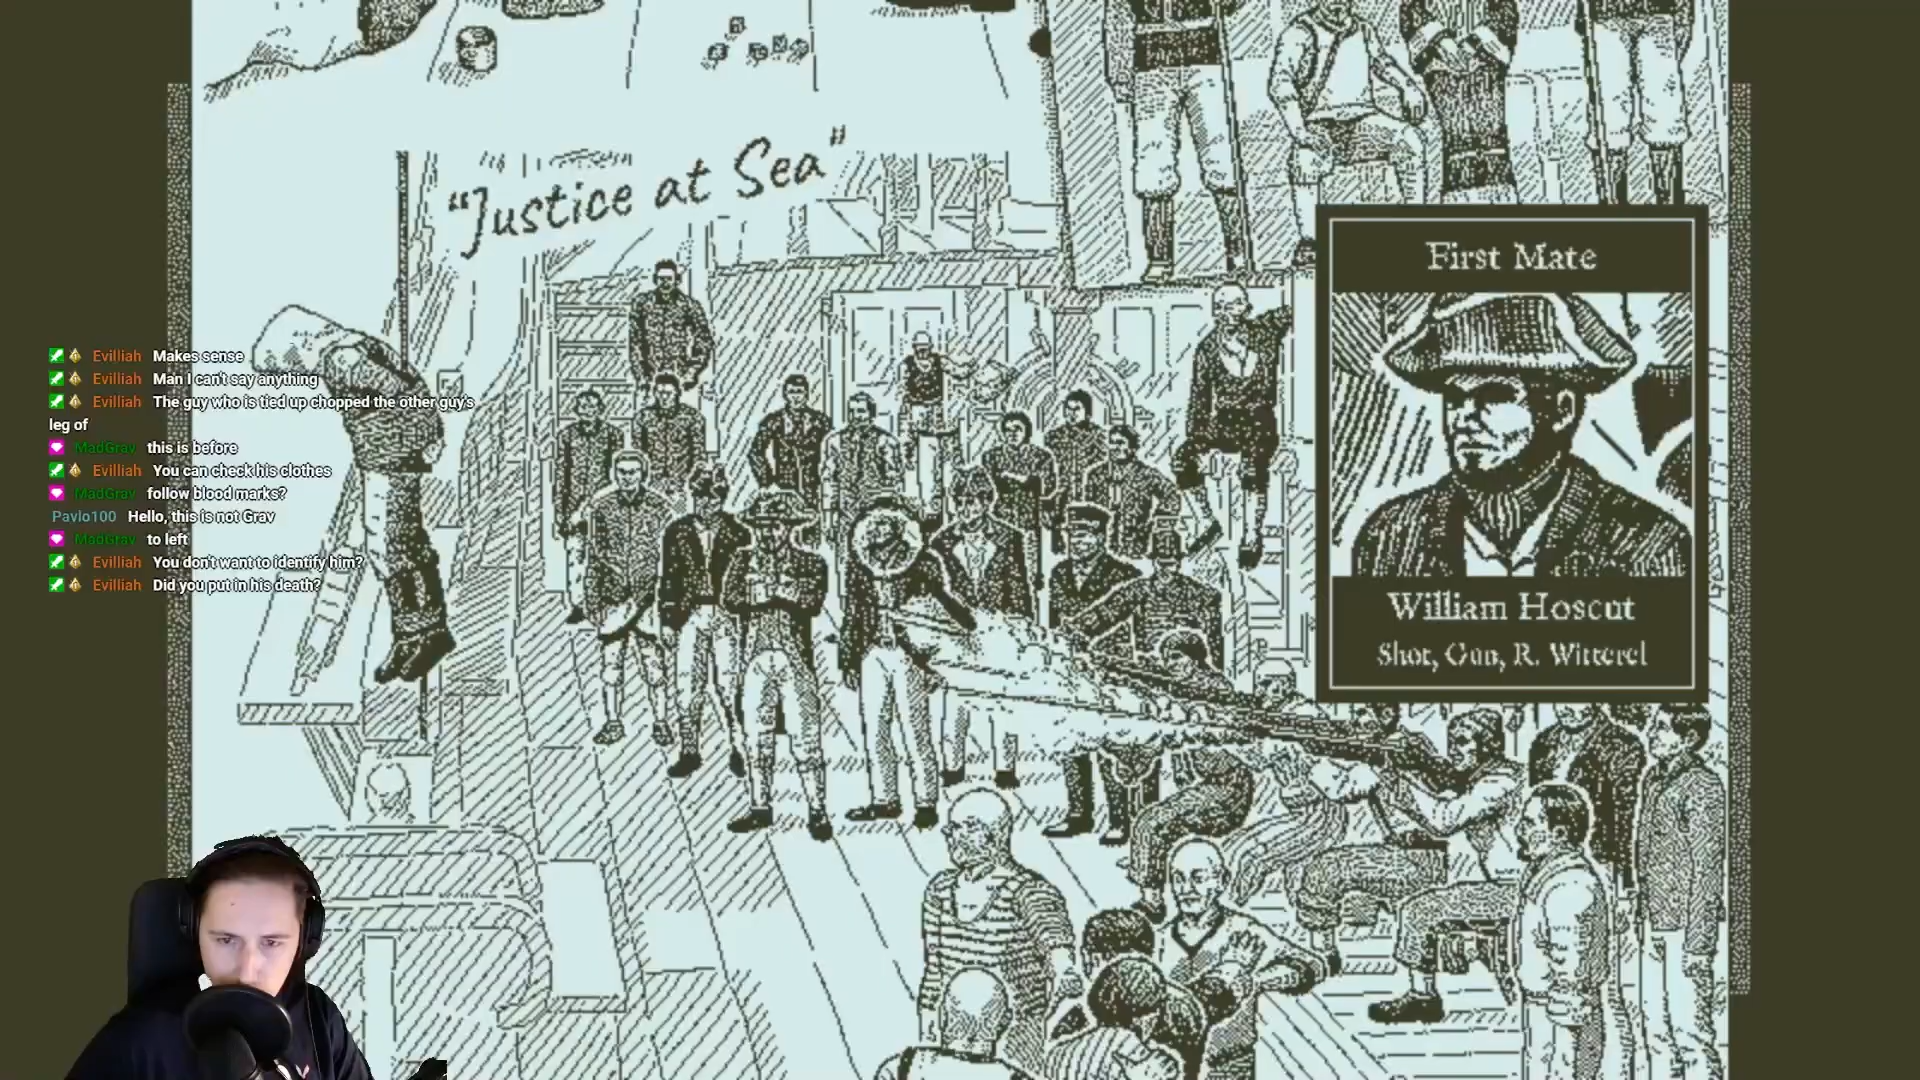 "Justice at Sea"
First Mate
William Hoscut
Shot, Gun, R. Witterel
Evilliah Makes sense
Evilliah Man I can't say anything
Evilliah The guy who is tied up chopped the other guy's
leg of
MadGrav this is before
Evilliah You can check his clothes
MadGrav follow blood marks?
Pavlo100 Hello, this is not Grav
MadGrav to left
Evilliah You don't want to identify him?
Evilliah Did you put in his death?